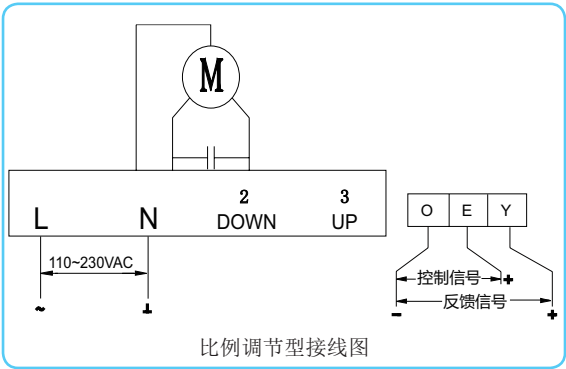 M
2 3
L N DOWN UP
O E Y
110~230VAC
控制信号 +
反馈信号
~ ⊥ - +
比例调节型接线图